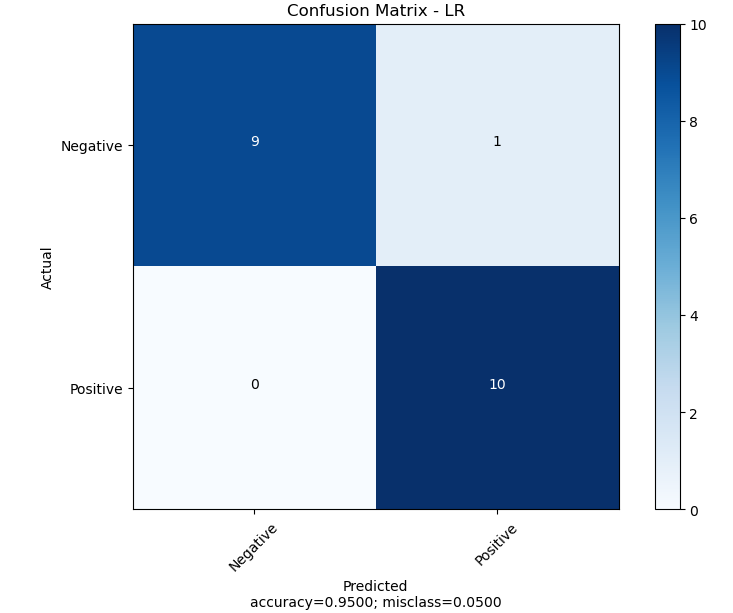 Confusion Matrix - LR
10
Negative
9
1
8
6
Actual
4
Positive
0
10
2
0
Negative
Positive
Predicted
accuracy=0.9500; misclass=0.0500